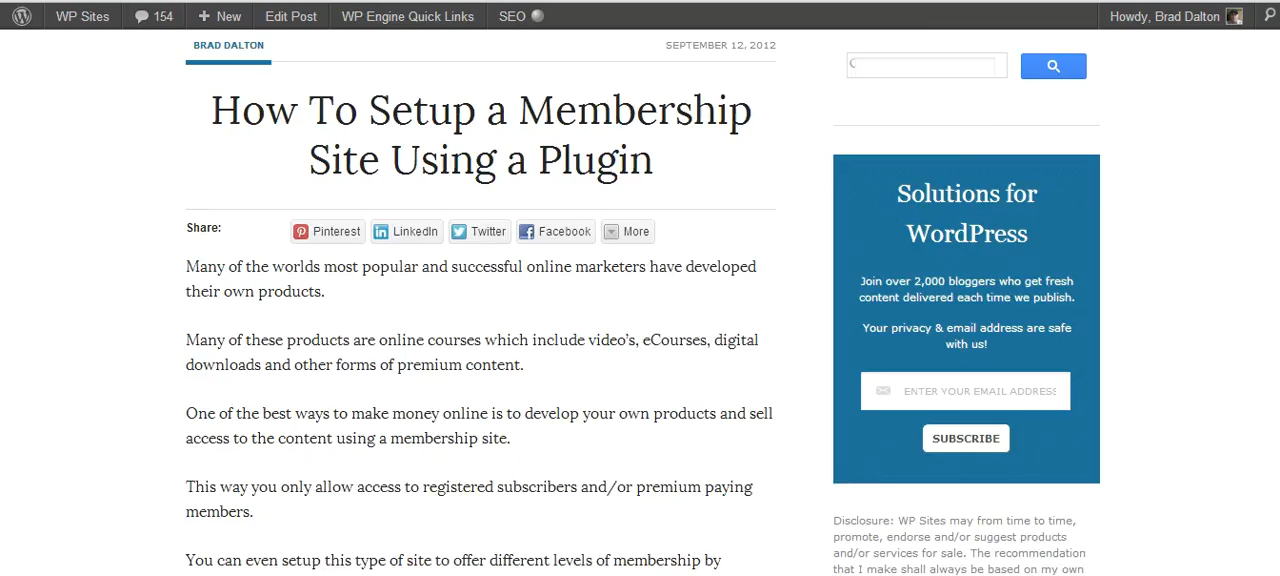 WP Sites 154 New Edit Post WP Engine Quick Links SEO Howdy, Brad Dalton
BRAD DALTON SEPTEMBER 12, 2012
How To Setup a Membership
Site Using a Plugin
Share: Pinterest LinkedIn Twitter Facebook More
Many of the worlds most popular and successful online marketers have developed
their own products.
Many of these products are online courses which include video's, eCourses, digital
downloads and other forms of premium content.
One of the best ways to make money online is to develop your own products and sell
access to the content using a membership site.
This way you only allow access to registered subscribers and/or premium paying
members.
You can even setup this type of site to offer different levels of membership by
Solutions for
WordPress
Join over 2,000 bloggers who get fresh
content delivered each time we publish.
Your privacy & email address are safe
with us!
ENTER YOUR EMAIL ADDRESS
SUBSCRIBE
Disclosure: WP Sites may from time to time,
promote, endorse and/or suggest products
and/or services for sale. The recommendation
that I make shall always be based on my own